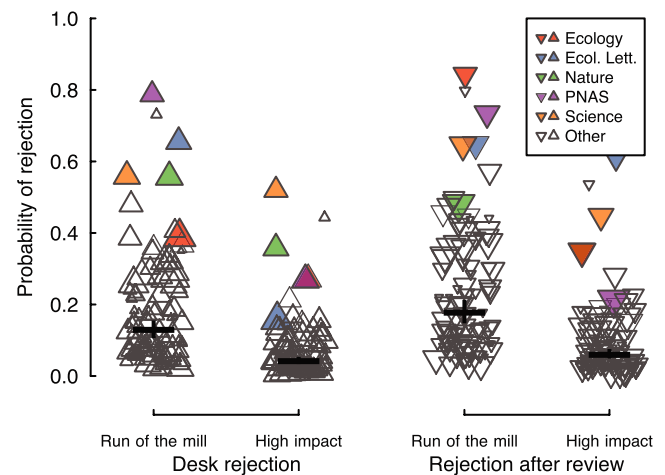 Probability of rejection
1.0
0.8
0.6
0.4
0.2
0.0
Ecology
Ecol. Lett.
Nature
PNAS
Science
Other
Run of the mill High impact Run of the mill High impact
Desk rejection Rejection after review